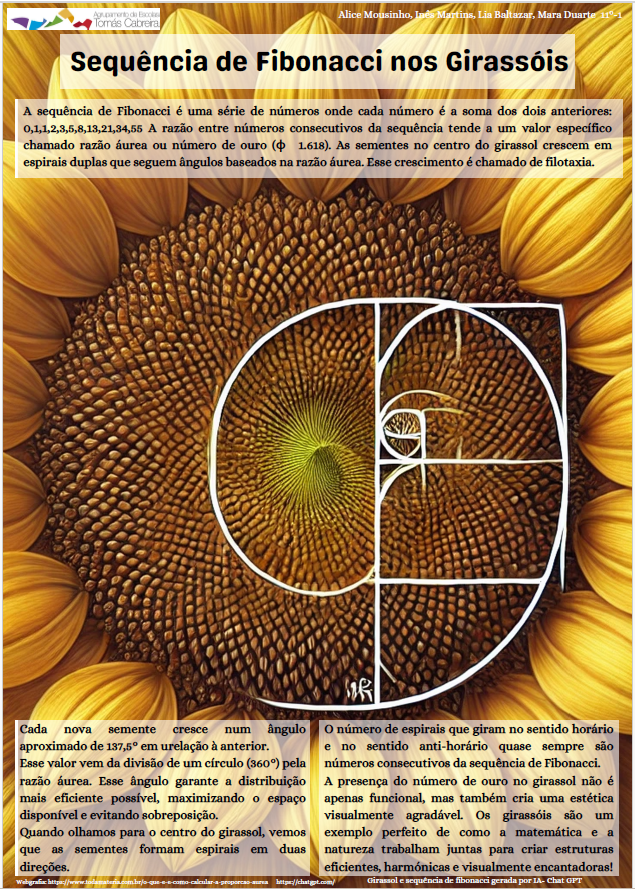 Agrupamento de Escolas
Tomás Cabreira
Alice Mousinho, Inês Martins, Lia Baltazar, Mara Duarte 11º-1
Sequência de Fibonacci nos Girassóis
A sequência de Fibonacci é uma série de números onde cada número é a soma dos dois anteriores:
0,1,1,2,3,5,8,13,21,34,55 A razão entre números consecutivos da sequência tende a um valor específico
chamado razão áurea ou número de ouro (ϕ 1.618). As sementes no centro do girassol crescem em
espirais duplas que seguem ângulos baseados na razão áurea. Esse crescimento é chamado de filotaxia.
Cada nova semente cresce num ângulo
aproximado de 137,5º em urelação à anterior.
Esse valor vem da divisão de um círculo (360º) pela
razão áurea. Esse ângulo garante a distribuição
mais eficiente possível, maximizando o espaço
disponível e evitando sobreposição.
Quando olhamos para o centro do girassol, vemos
que as sementes formam espirais em duas
direções.
O número de espirais que giram no sentido horário
e no sentido anti-horário quase sempre são
números consecutivos da sequência de Fibonacci.
A presença do número de ouro no girassol não é
apenas funcional, mas também cria uma estética
visualmente agradável. Os girassóis são um
exemplo perfeito de como a matemática e a
natureza trabalham juntas para criar estruturas
eficientes, harmónicas e visualmente encantadoras!
Webgrafia: https://www.todamateria.com.br/o-que-e-e-como-calcular-a-proporcao-aurea https://chatgpt.com/
Girassol e sequência de fibonacci gerada por IA- Chat GPT